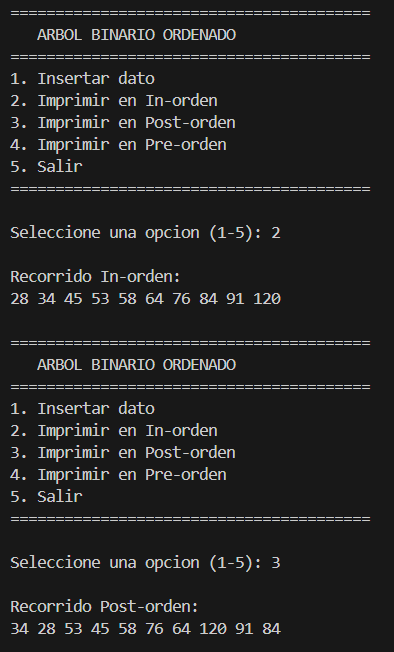 ========================================
   ARBOL BINARIO ORDENADO
========================================
1. Insertar dato
2. Imprimir en In-orden
3. Imprimir en Post-orden
4. Imprimir en Pre-orden
5. Salir
========================================

Seleccione una opcion (1-5): 2

Recorrido In-orden:
28 34 45 53 58 64 76 84 91 120

========================================
   ARBOL BINARIO ORDENADO
========================================
1. Insertar dato
2. Imprimir en In-orden
3. Imprimir en Post-orden
4. Imprimir en Pre-orden
5. Salir
========================================

Seleccione una opcion (1-5): 3

Recorrido Post-orden:
34 28 53 45 58 76 64 120 91 84